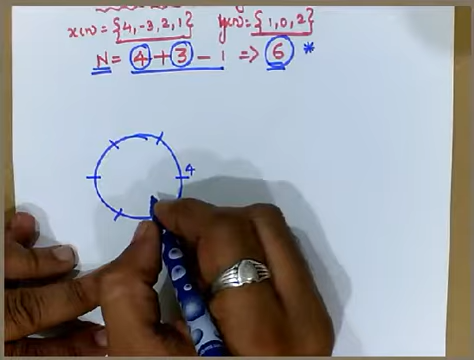 x(n) = {4, -3, 2, 1} y(n) = {1, 0, 2}
N = 4 + 3 - 1 => 6 *
4